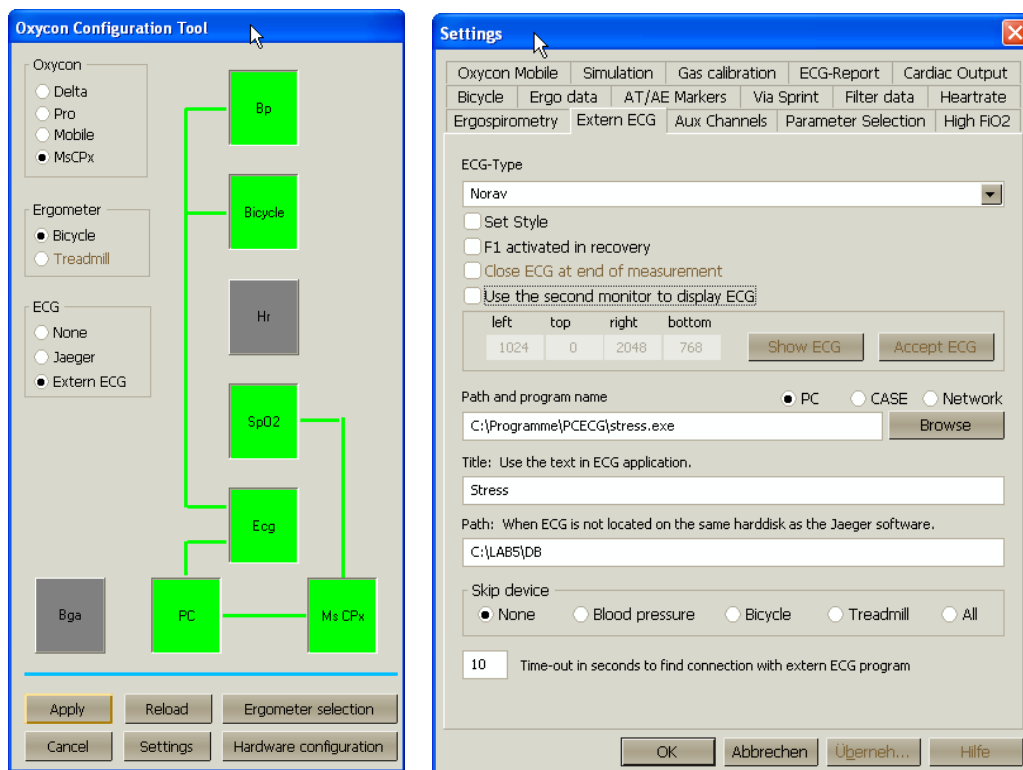 Oxycon Configuration Tool
Oxycon
Delta
Pro
Mobile
MsCPx
Ergometer
Bicycle
Treadmill
ECG
None
Jaeger
Extern ECG
Bp
Bicycle
Hr
SpO2
Ecg
Bga
PC
Ms CPx
Apply
Reload
Ergometer selection
Cancel
Settings
Hardware configuration
Settings
Oxycon Mobile Simulation Gas calibration ECG-Report Cardiac Output
Bicycle Ergo data AT/AE Markers Via Sprint Filter data Heartrate
Ergospirometry Extern ECG Aux Channels Parameter Selection High FiO2
ECG-Type
Norav
Set Style
F1 activated in recovery
Close ECG at end of measurement
Use the second monitor to display ECG
left top right bottom
1024 0 2048 768 Show ECG Accept ECG
Path and program name PC CASE Network
C:\Programme\PCECG\stress.exe Browse
Title: Use the text in ECG application.
Stress
Path: When ECG is not located on the same harddisk as the Jaeger software.
C:\LAB5\DB
Skip device
None Blood pressure Bicycle Treadmill All
10 Time-out in seconds to find connection with extern ECG program
OK Abbrechen Überneh... Hilfe